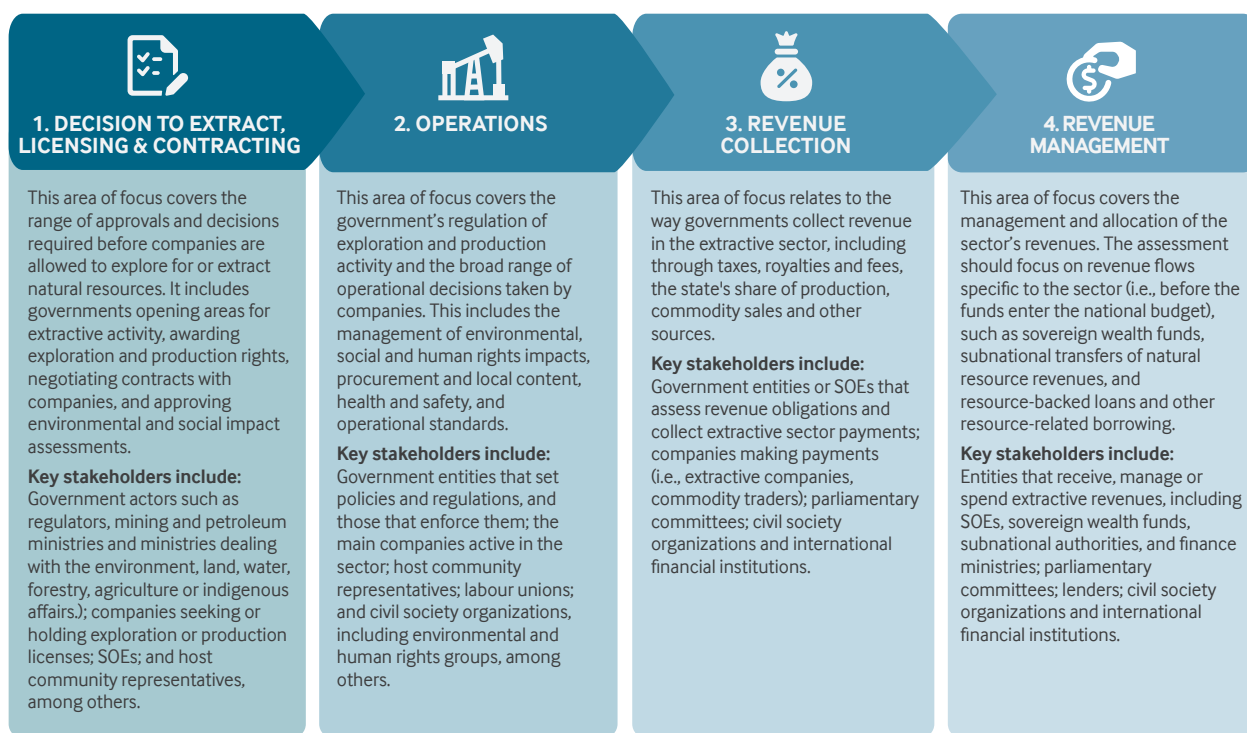 1. DECISION TO EXTRACT,
LICENSING & CONTRACTING
This area of focus covers the
range of approvals and decisions
required before companies are
allowed to explore for or extract
natural resources. It includes
governments opening areas for
extractive activity, awarding
exploration and production rights,
negotiating contracts with
companies, and approving
environmental and social impact
assessments.
Key stakeholders include:
Government actors such as
regulators, mining and petroleum
ministries and ministries dealing
with the environment, land, water,
forestry, agriculture or indigenous
affairs.); companies seeking or
holding exploration or production
licenses; SOEs; and host
community representatives,
among others.
2. OPERATIONS
This area of focus covers the
government’s regulation of
exploration and production
activity and the broad range of
operational decisions taken by
companies. This includes the
management of environmental,
social and human rights impacts,
procurement and local content,
health and safety, and
operational standards.
Key stakeholders include:
Government entities that set
policies and regulations, and
those that enforce them; the
main companies active in the
sector; host community
representatives; labour unions;
and civil society organizations,
including environmental and
human rights groups, among
others.
%
3. REVENUE
COLLECTION
This area of focus relates to the
way governments collect revenue
in the extractive sector, including
through taxes, royalties and fees,
the state's share of production,
commodity sales and other
sources.
Key stakeholders include:
Government entities or SOEs that
assess revenue obligations and
collect extractive sector payments;
companies making payments
(i.e., extractive companies,
commodity traders); parliamentary
committees; civil society
organizations and international
financial institutions.
$
4. REVENUE
MANAGEMENT
This area of focus covers the
management and allocation of the
sector’s revenues. The assessment
should focus on revenue flows
specific to the sector (i.e., before the
funds enter the national budget),
such as sovereign wealth funds,
subnational transfers of natural
resource revenues, and
resource-backed loans and other
resource-related borrowing.
Key stakeholders include:
Entities that receive, manage or
spend extractive revenues, including
SOEs, sovereign wealth funds,
subnational authorities, and finance
ministries; parliamentary
committees; lenders; civil society
organizations and international
financial institutions.